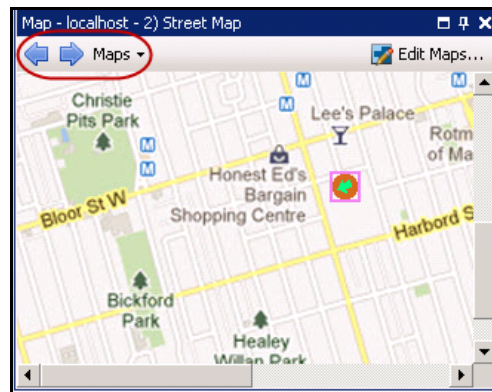 Map - localhost - 2) Street Map
Maps
Edit Maps...
Christie
Pits Park
M
M
M
M
M
Lee's Palace
Rotm
of Ma
Honest Ed's
Bargain
Shopping Centre
Bloor St W
Harbord S
Bickford
Park
Healey
Willan Park